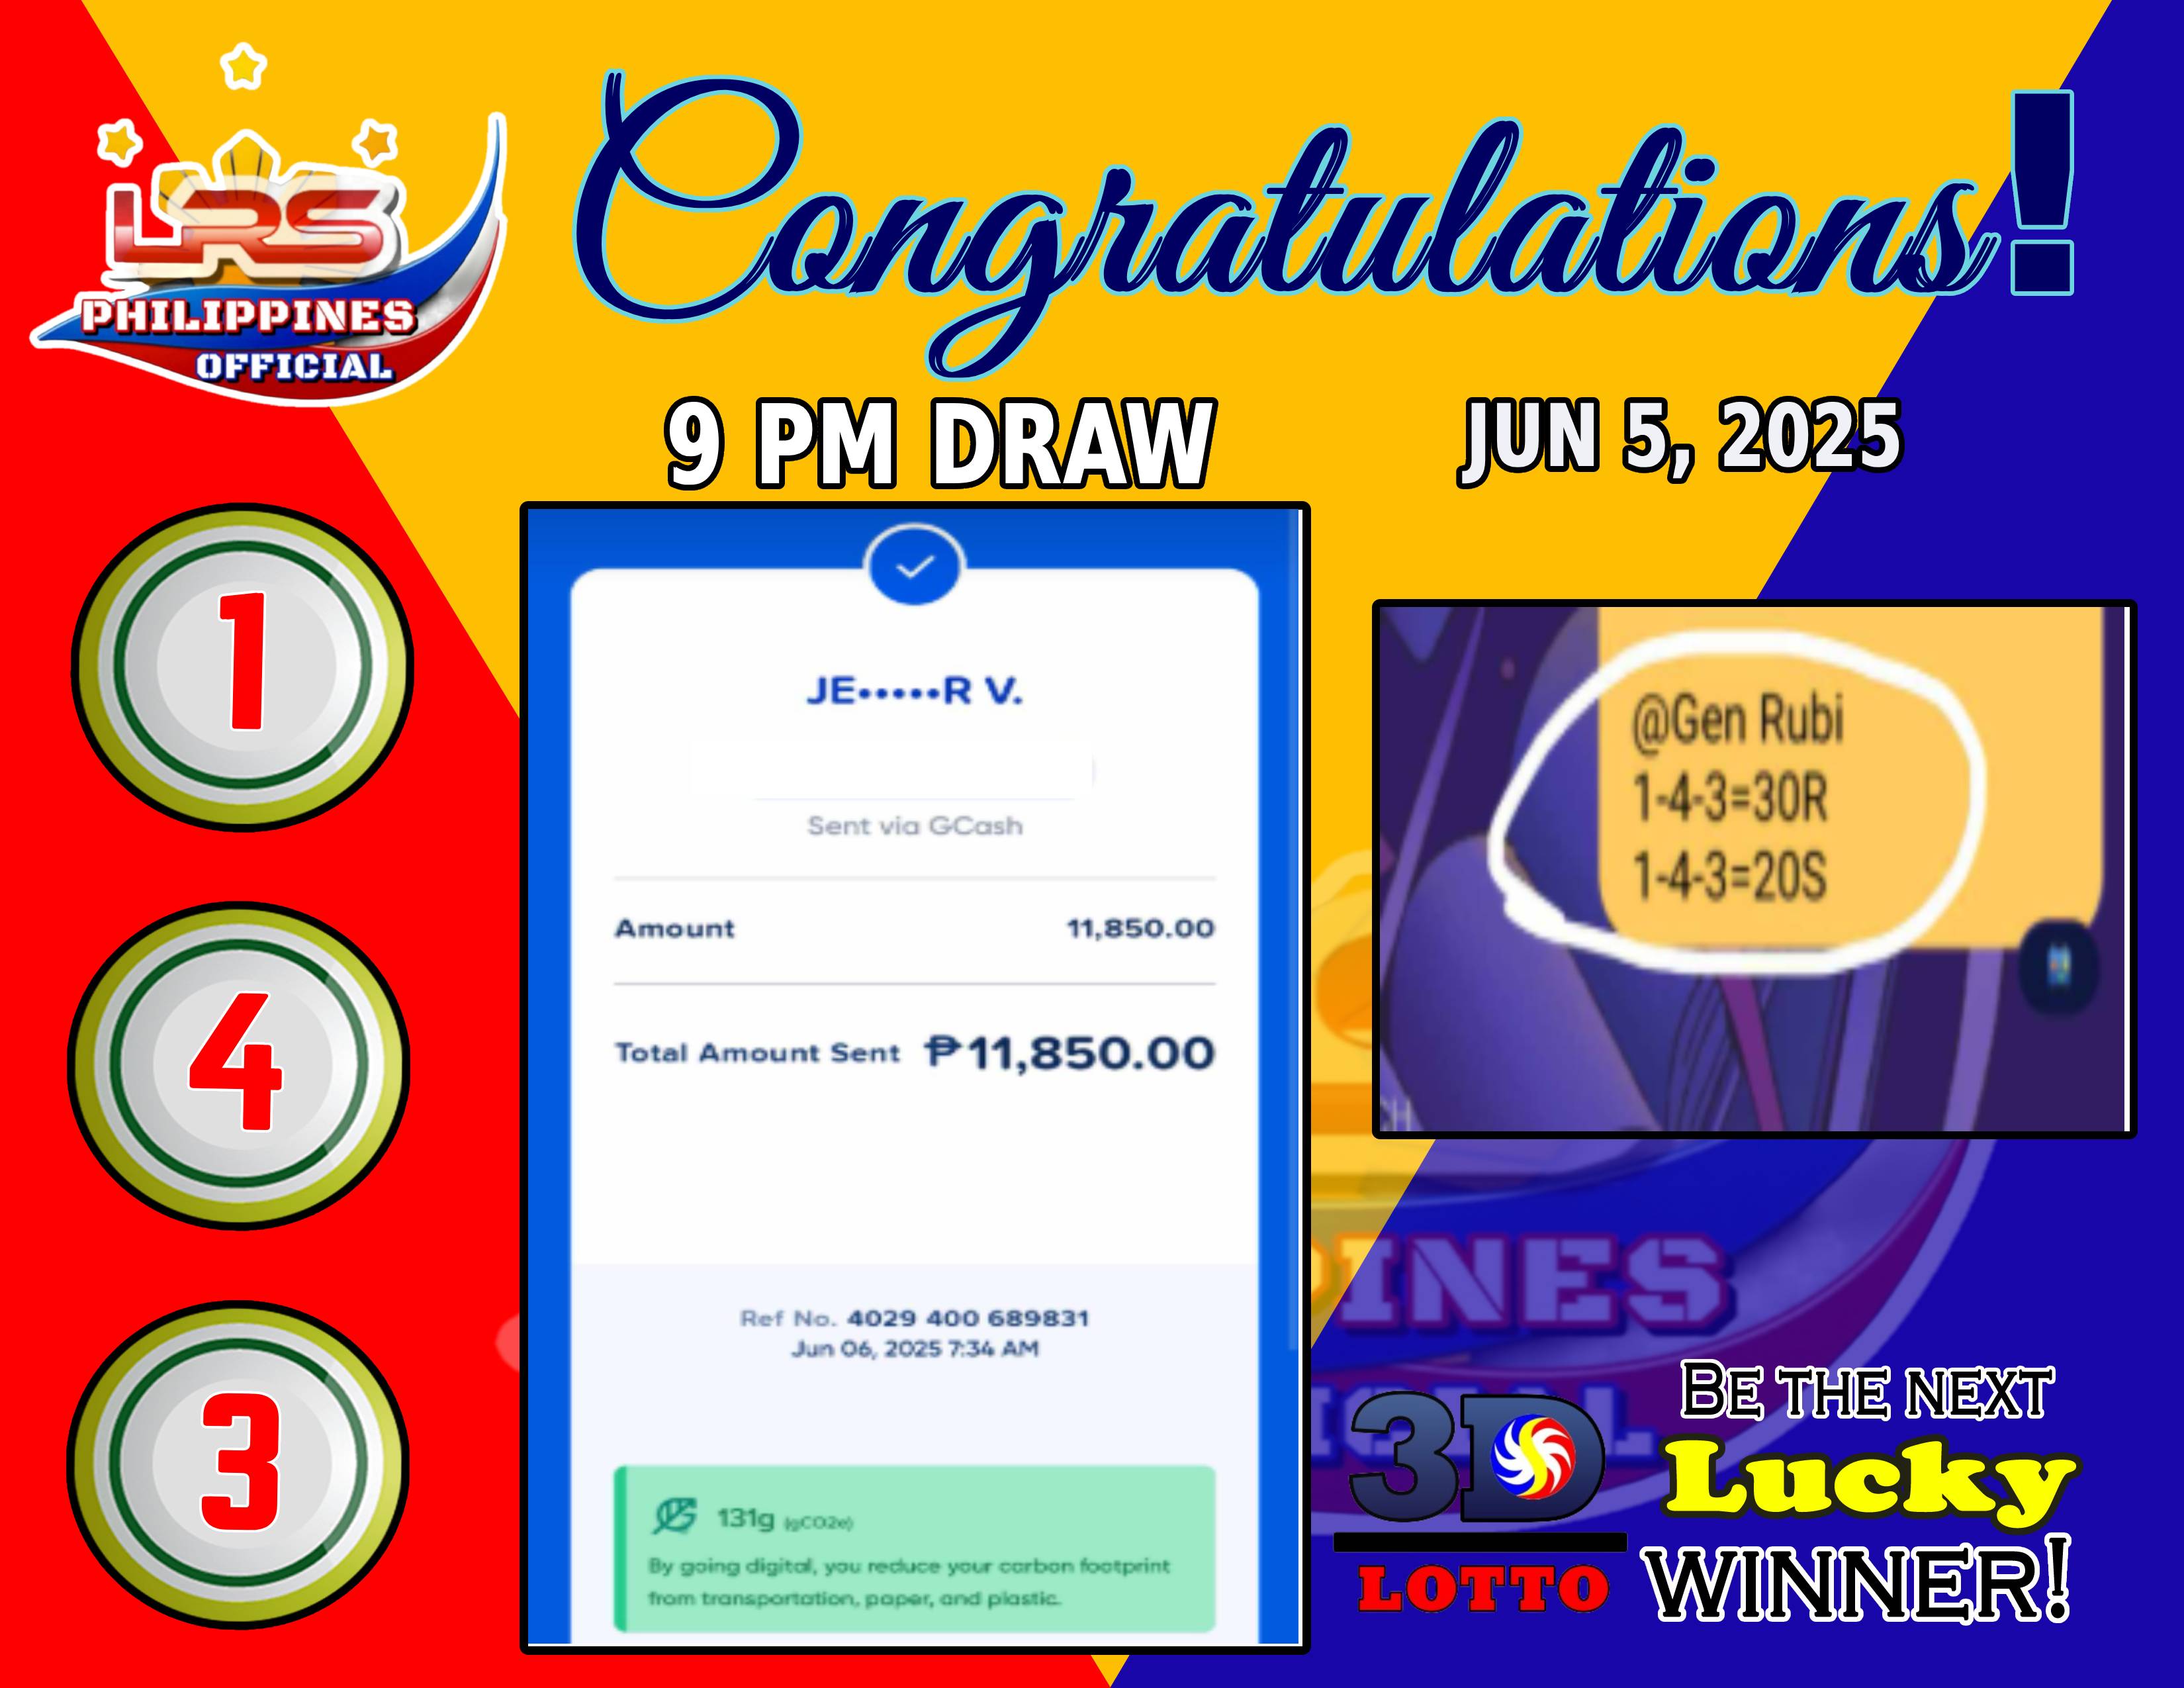 LRS
PHILIPPINES
OFFICIAL
Congratulations!
9 PM DRAW
JUN 5, 2025
1
4
3
JE•••••R V.
Sent via GCash
Amount 11,850.00
Total Amount Sent ₱11,850.00
Ref No. 4029 400 689831
Jun 06, 2025 7:34 AM
131g (gCO2e)
By going digital, you reduce your carbon footprint
from transportation, paper, and plastic.
@Gen Rubi
1-4-3=30R
1-4-3=20S
PINES
3D
LOTTO
BE THE NEXT
Lucky
WINNER!